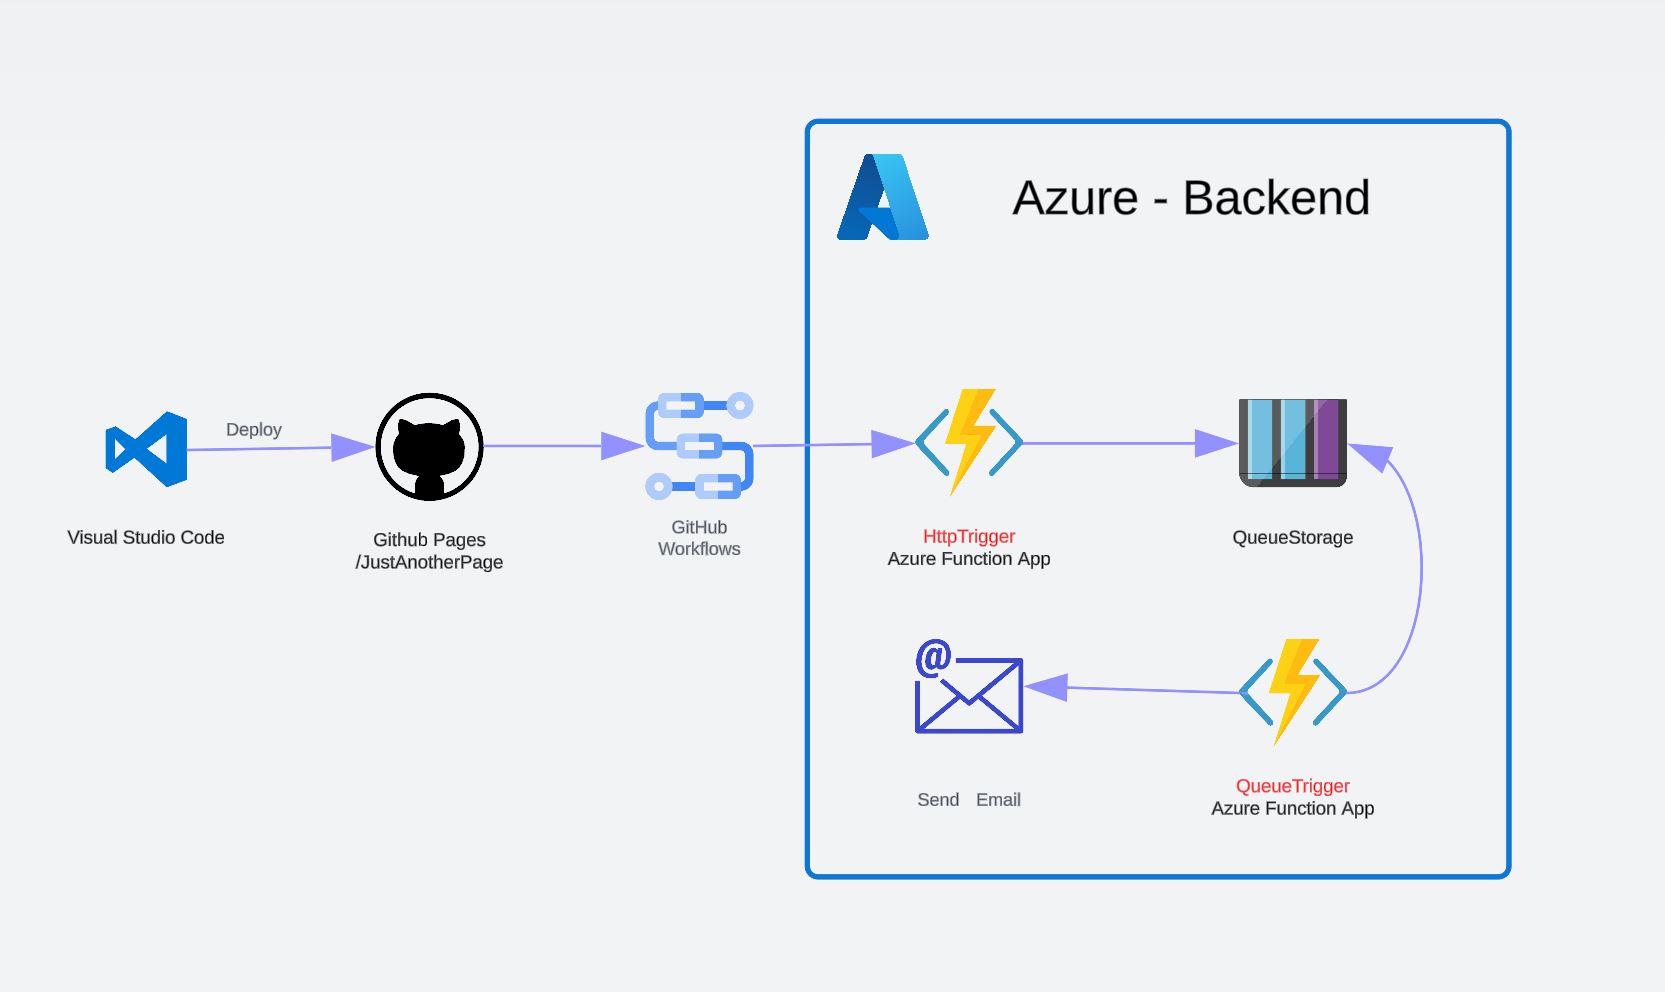 Azure - Backend
Deploy
Visual Studio Code
Github Pages
/JustAnotherPage
GitHub
Workflows
HttpTrigger
Azure Function App
QueueStorage
@
Send Email
QueueTrigger
Azure Function App